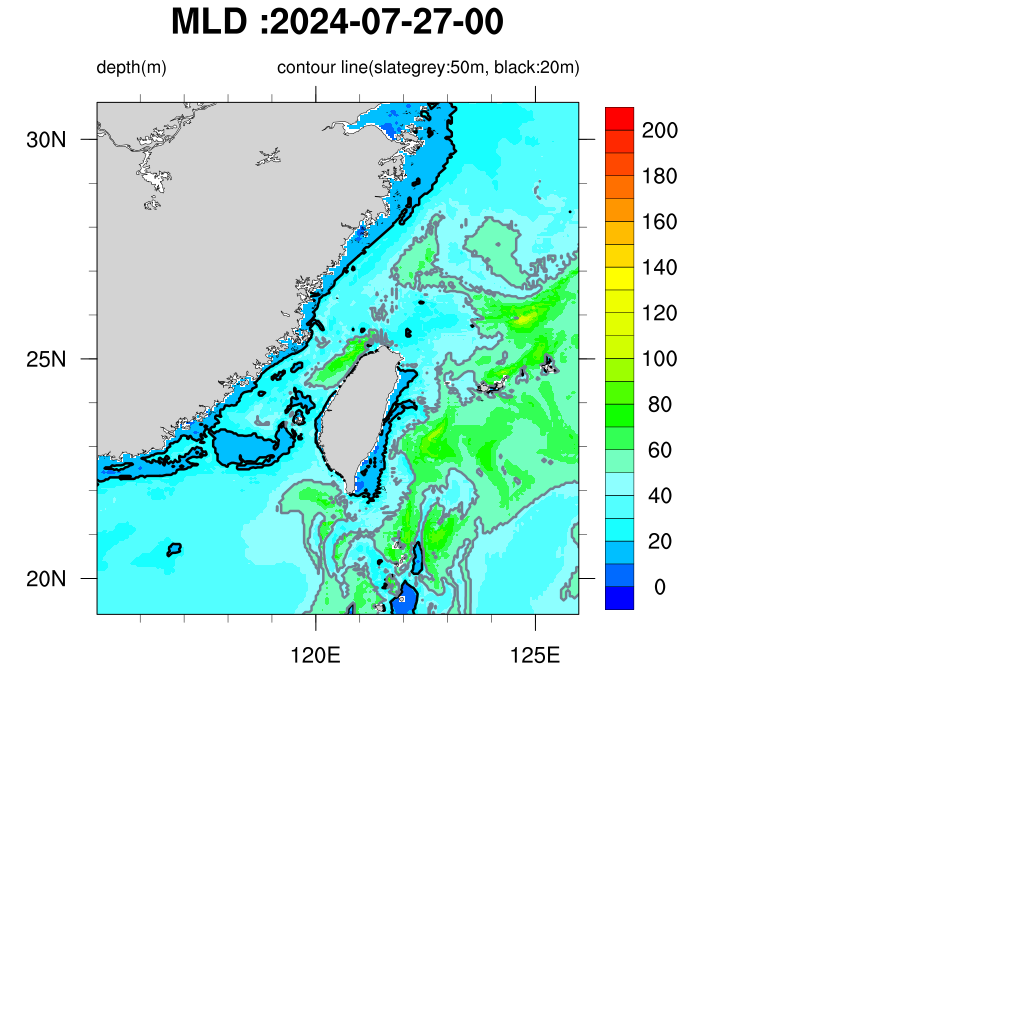 MLD :2024-07-27-00
depth(m)
contour line(slategrey:50m, black:20m)
30N
25N
20N
120E
125E
200
180
160
140
120
100
80
60
40
20
0